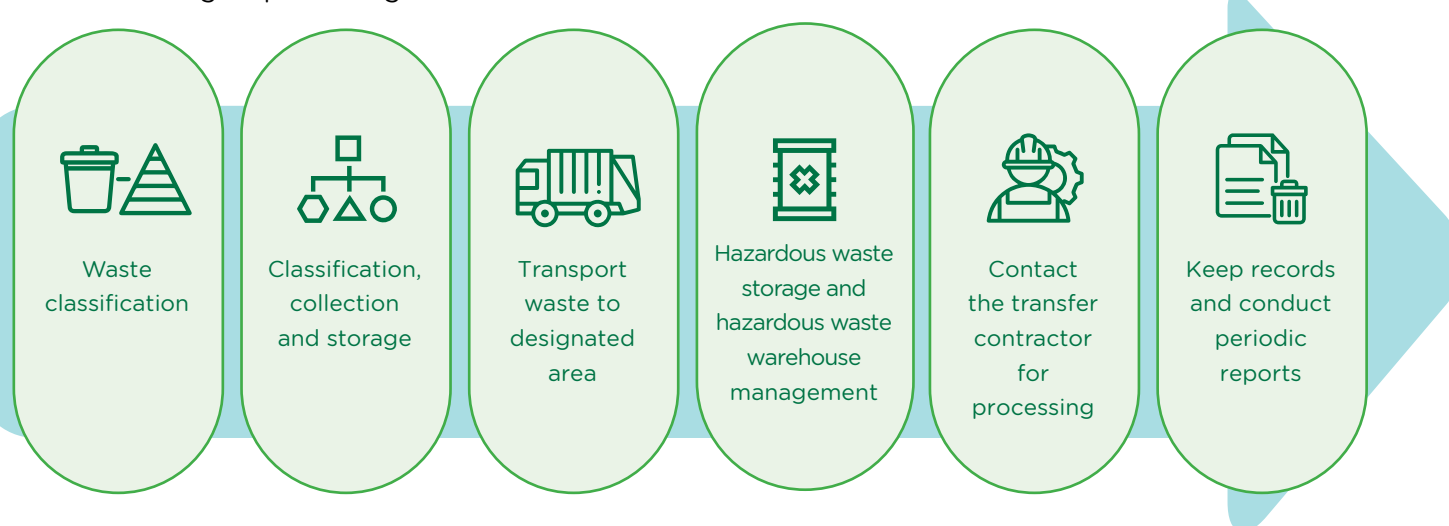 Waste
classification
Classification,
collection
and storage
Transport
waste to
designated
area
Hazardous waste
storage and
hazardous waste
warehouse
management
Contact
the transfer
contractor
for
processing
Keep records
and conduct
periodic
reports